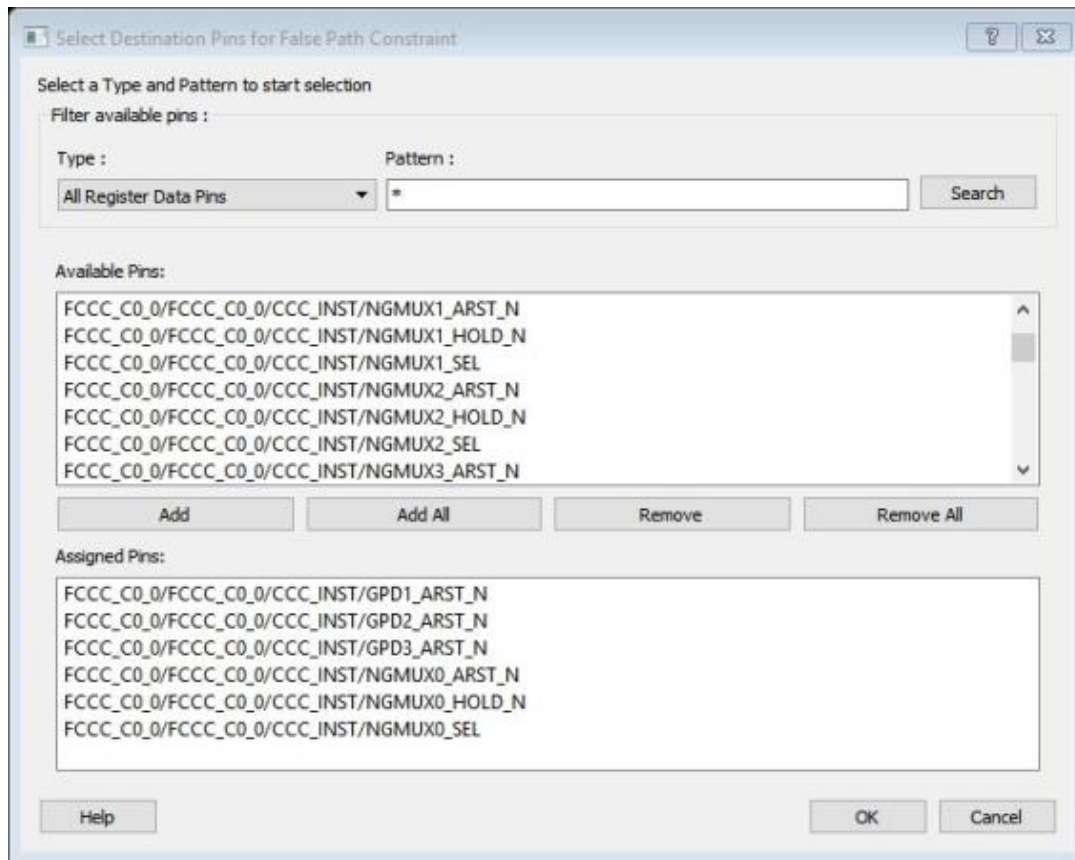 Select Destination Pins for False Path Constraint
Select a Type and Pattern to start selection
Filter available pins :
Type : Pattern :
All Register Data Pins * Search
Available Pins:
FCCC_C0_0/FCCC_C0_0/CCC_INST/NGMUX1_ARST_N
FCCC_C0_0/FCCC_C0_0/CCC_INST/NGMUX1_HOLD_N
FCCC_C0_0/FCCC_C0_0/CCC_INST/NGMUX1_SEL
FCCC_C0_0/FCCC_C0_0/CCC_INST/NGMUX2_ARST_N
FCCC_C0_0/FCCC_C0_0/CCC_INST/NGMUX2_HOLD_N
FCCC_C0_0/FCCC_C0_0/CCC_INST/NGMUX2_SEL
FCCC_C0_0/FCCC_C0_0/CCC_INST/NGMUX3_ARST_N
Add Add All Remove Remove All
Assigned Pins:
FCCC_C0_0/FCCC_C0_0/CCC_INST/GPD1_ARST_N
FCCC_C0_0/FCCC_C0_0/CCC_INST/GPD2_ARST_N
FCCC_C0_0/FCCC_C0_0/CCC_INST/GPD3_ARST_N
FCCC_C0_0/FCCC_C0_0/CCC_INST/NGMUX0_ARST_N
FCCC_C0_0/FCCC_C0_0/CCC_INST/NGMUX0_HOLD_N
FCCC_C0_0/FCCC_C0_0/CCC_INST/NGMUX0_SEL
Help OK Cancel